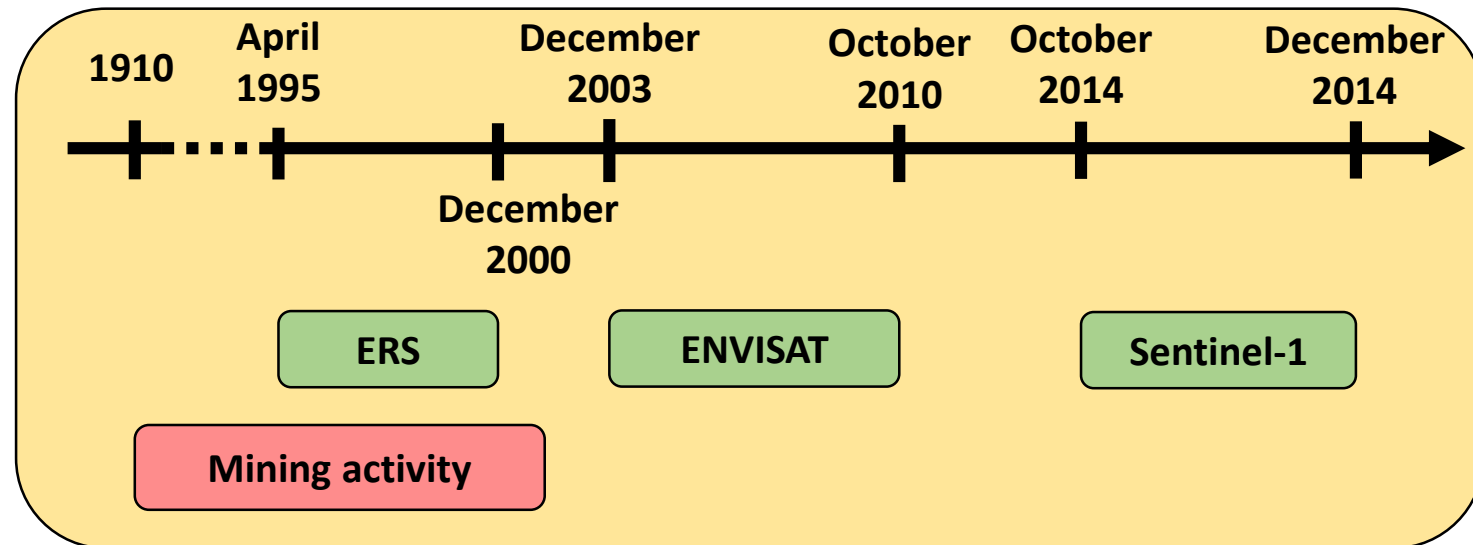 1910
April
1995
December
2003
October
2010
October
2014
December
2014
December
2000
ERS
ENVISAT
Sentinel-1
Mining activity